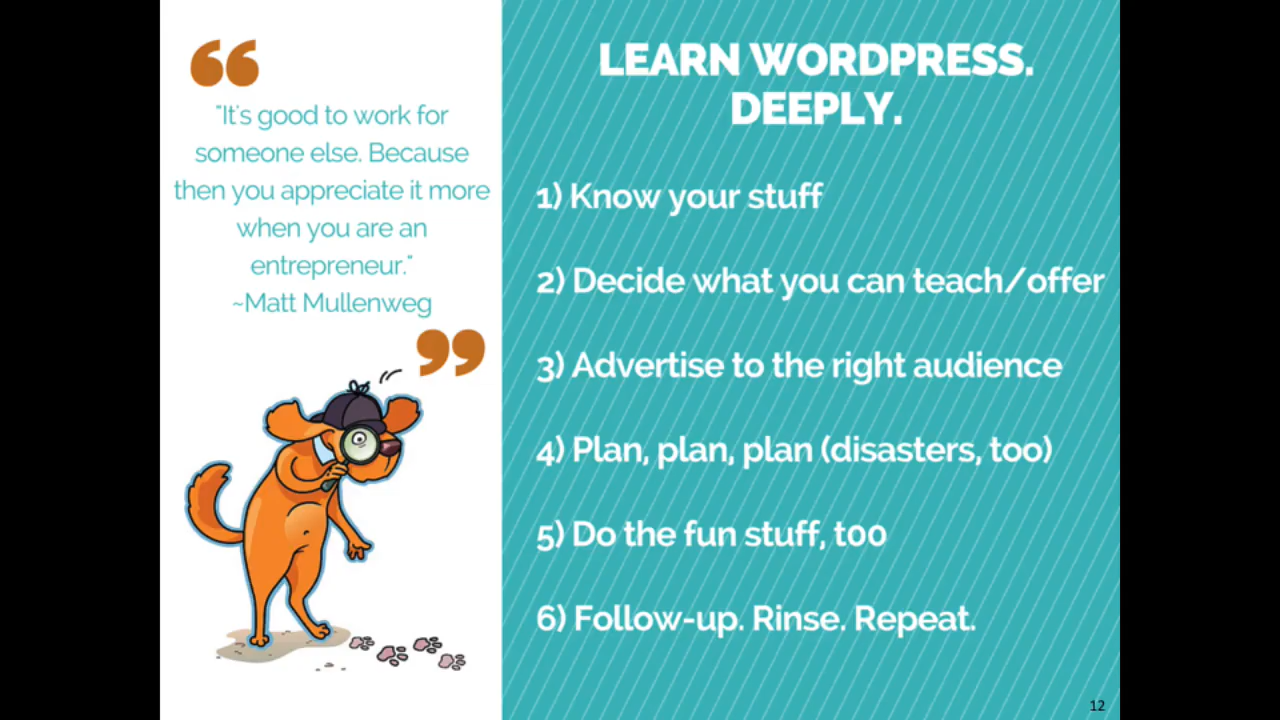 "It's good to work for
someone else. Because
then you appreciate it more
when you are an
entrepreneur."
~Matt Mullenweg
LEARN WORDPRESS.
DEEPLY.
1) Know your stuff
2) Decide what you can teach/offer
3) Advertise to the right audience
4) Plan, plan, plan (disasters, too)
5) Do the fun stuff, t00
6) Follow-up. Rinse. Repeat.
12